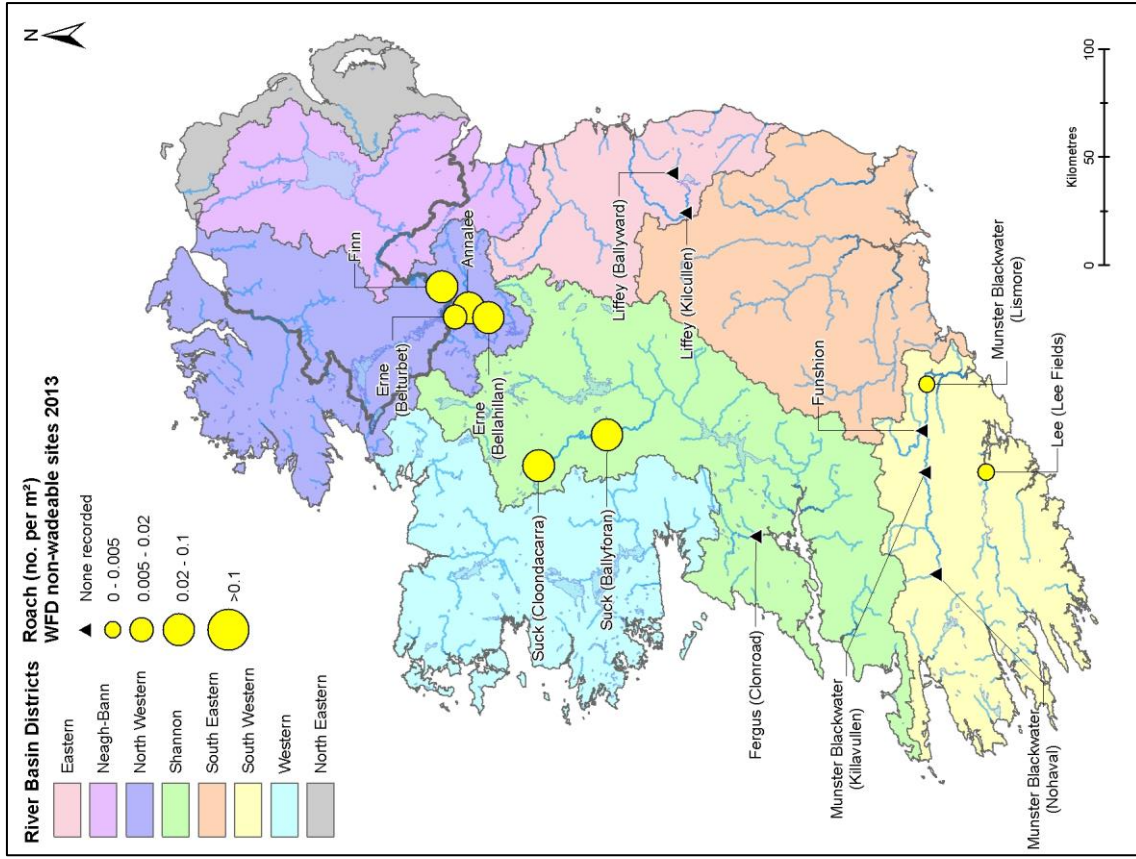 River Basin Districts
Eastern
Neagh-Bann
North Western
Shannon
South Eastern
South Western
Western
North Eastern
Roach (no. per m²)
WFD non-wadeable sites 2013
None recorded
0 - 0.005
0.005 - 0.02
0.02 - 0.1
>0.1
N
Finn
Annalee
Erne
(Belturbet)
Erne
(Bellahillan)
Suck (Cloondacarra)
Suck (Ballyforan)
Liffey (Ballyward)
Liffey (Kilcullen)
Fergus (Clonroad)
Funshion
Munster Blackwater
(Killavullen)
Munster Blackwater
(Nohaval)
Munster Blackwater
(Lismore)
Lee (Lee Fields)
0
50
100
Kilometres